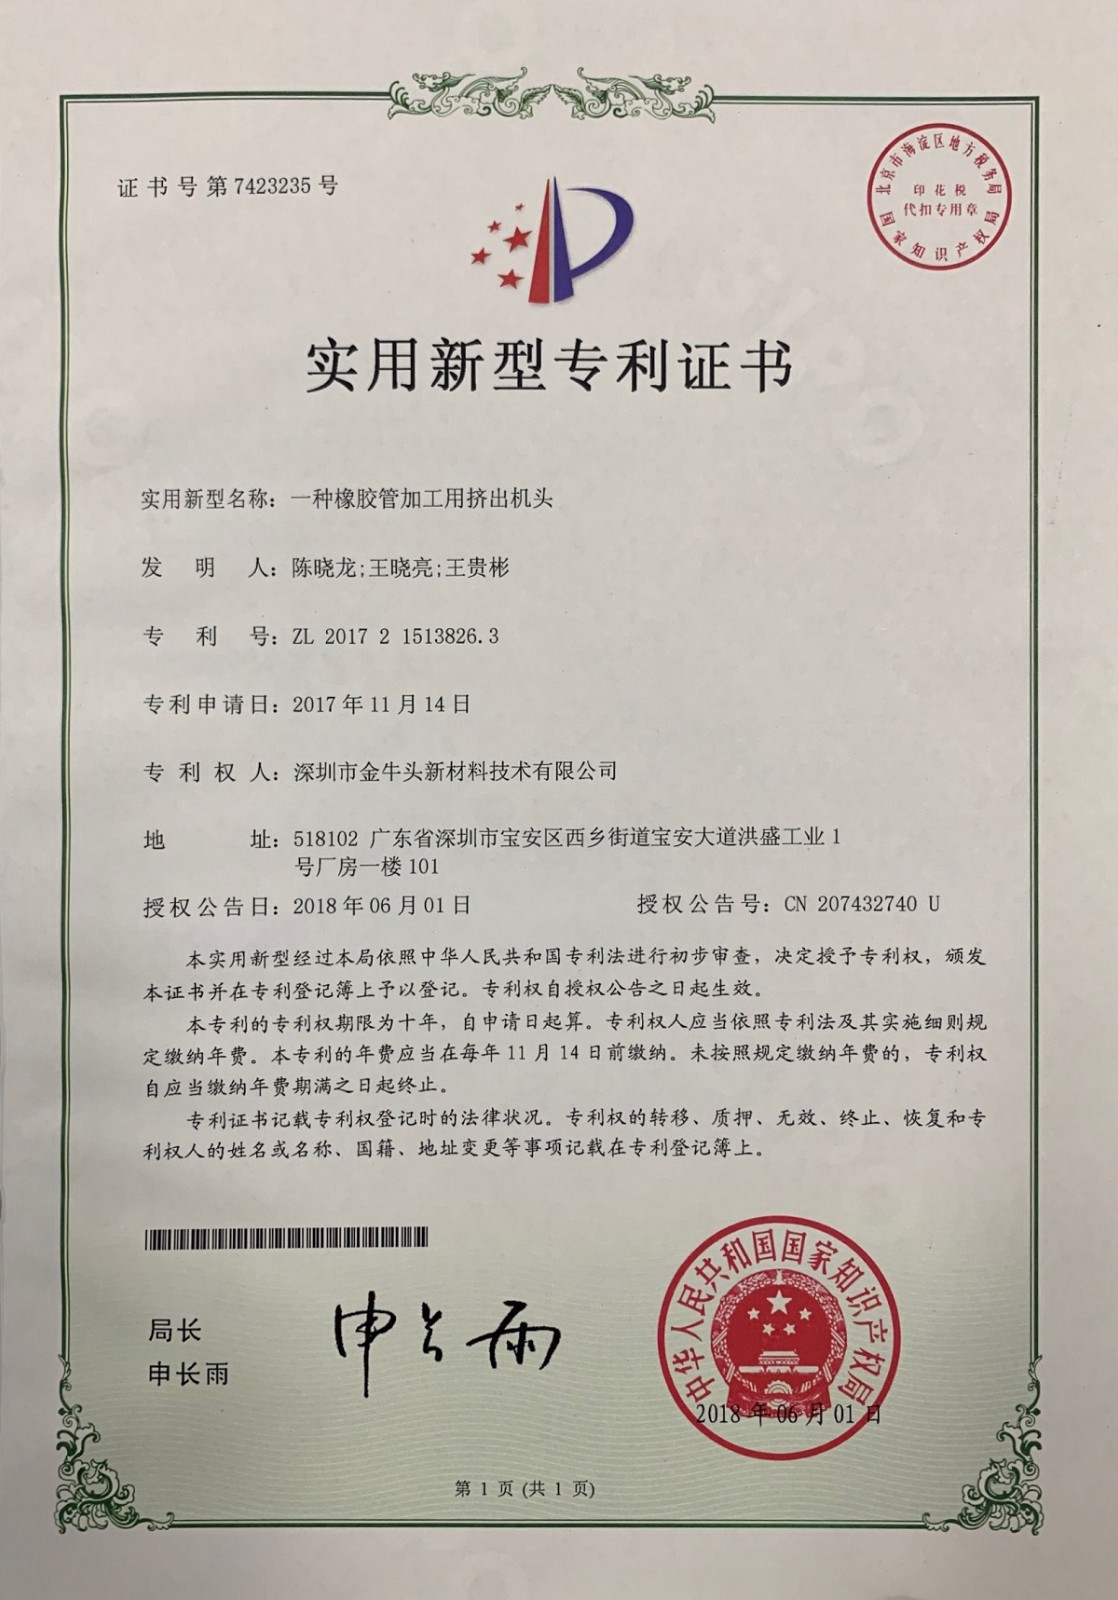 证书号第7423235号
北京市海淀区地方税务局
印花税
代扣专用章
国家知识产权局
实用新型专利证书
实用新型名称：一种橡胶管加工用挤出机头
发明人：陈晓龙;王晓亮;王贵彬
专利号：ZL 2017 2 1513826.3
专利申请日：2017年11月14日
专利权人：深圳市金牛头新材料技术有限公司
地址：518102 广东省深圳市宝安区西乡街道宝安大道洪盛工业1
号厂房一楼101
授权公告日：2018年06月01日 授权公告号：CN 207432740 U
本实用新型经过本局依照中华人民共和国专利法进行初步审查，决定授予专利权，颁发
本证书并在专利登记簿上予以登记。专利权自授权公告之日起生效。
本专利的专利权期限为十年，自申请日起算。专利权人应当依照专利法及其实施细则规
定缴纳年费。本专利的年费应当在每年11月14日前缴纳。未按照规定缴纳年费的，专利权
自应当缴纳年费期满之日起终止。
专利证书记载专利权登记时的法律状况。专利权的转移、质押、无效、终止、恢复和专
利权人的姓名或名称、国籍、地址变更等事项记载在专利登记簿上。
局长
申长雨
申长雨
中华人民共和国国家知识产权局
2018年06月01日
第 1 页 (共 1 页)